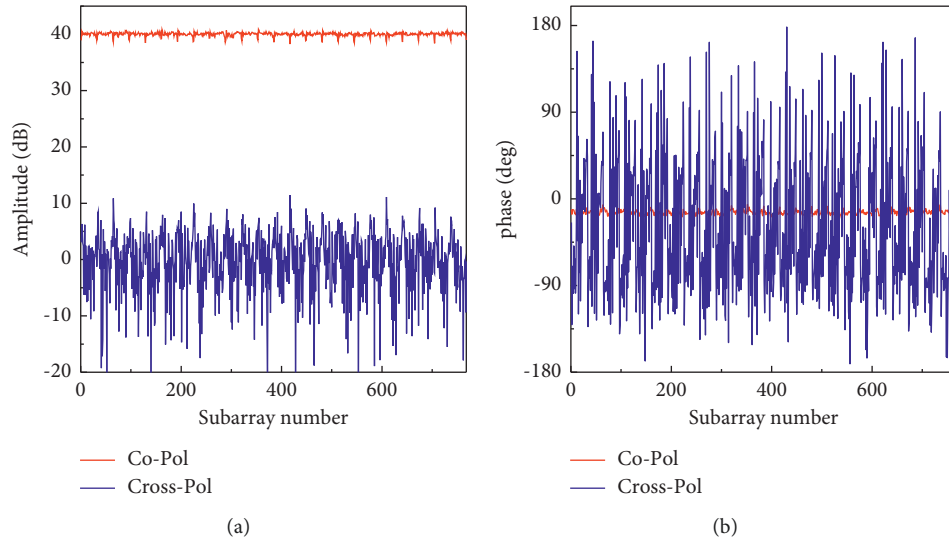 40
30
20
10
0
-10
-20
Amplitude (dB)
0
200
400
600
Subarray number
Co-Pol
Cross-Pol
(a)
180
90
0
-90
-180
phase (deg)
0
200
400
600
Subarray number
Co-Pol
Cross-Pol
(b)